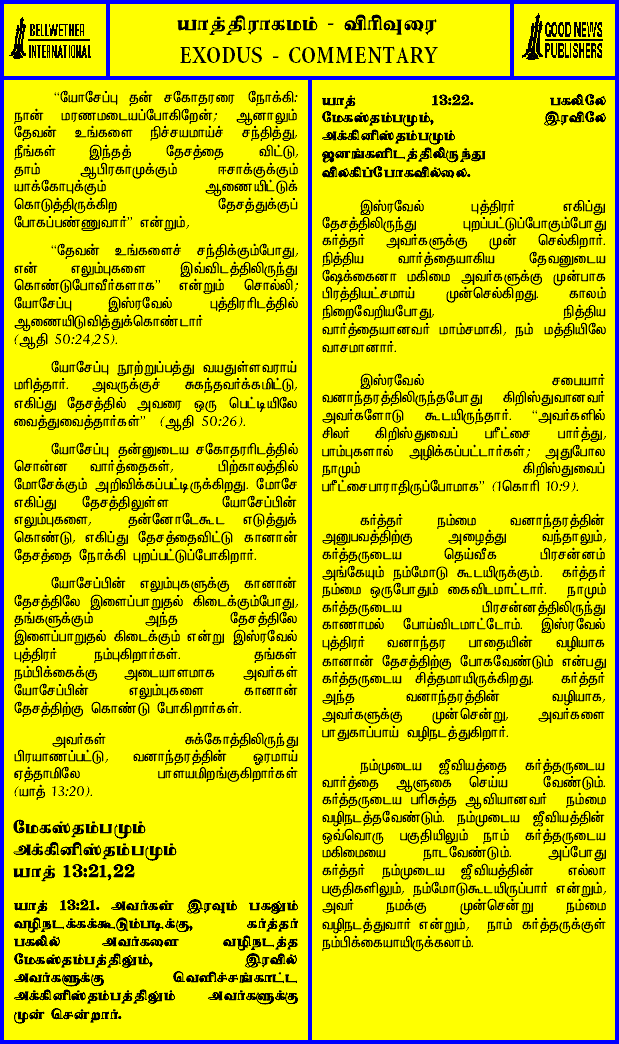 BELLWETHER
INTERNATIONAL
யாத்திராகமம் - விரிவுரை
EXODUS - COMMENTARY
GOOD NEWS
PUBLISHERS
“யோசேப்பு தன் சகோதரரை நோக்கி:
நான் மரணமடையப்போகிறேன்; ஆனாலும்
தேவன் உங்களை நிச்சயமாய்ச் சந்தித்து,
நீங்கள் இந்தத் தேசத்தை விட்டு,
தாம் ஆபிரகாமுக்கும் ஈசாக்குக்கும்
யாக்கோபுக்கும் ஆணையிட்டுக்
கொடுத்திருக்கிற தேசத்துக்குப்
போகப்பண்ணுவார்” என்றும்,
“தேவன் உங்களைச் சந்திக்கும்போது,
என் எலும்புகளை இவ்விடத்திலிருந்து
கொண்டுபோவீர்களாக” என்றும் சொல்லி;
யோசேப்பு இஸ்ரவேல் புத்திரரிடத்தில்
ஆணையிடுவித்துக்கொண்டார்
(ஆதி 50:24,25).
யோசேப்பு நூற்றுப்பத்து வயதுள்ளவராய்
மரித்தார். அவருக்குச் சுகந்தவர்க்கமிட்டு,
எகிப்து தேசத்தில் அவரை ஒரு பெட்டியிலே
வைத்துவைத்தார்கள்” (ஆதி 50:26).
யோசேப்பு தன்னுடைய சகோதரரிடத்தில்
சொன்ன வார்த்தைகள், பிற்காலத்தில்
மோசேக்கும் அறிவிக்கப்பட்டிருக்கிறது. மோசே
எகிப்து தேசத்திலுள்ள யோசேப்பின்
எலும்புகளை, தன்னோடேகூட எடுத்துக்
கொண்டு, எகிப்து தேசத்தைவிட்டு கானான்
தேசத்தை நோக்கி புறப்பட்டுப்போகிறார்.
யோசேப்பின் எலும்புகளுக்கு கானான்
தேசத்திலே இளைப்பாறுதல் கிடைக்கும்போது,
தங்களுக்கும் அந்த தேசத்திலே
இளைப்பாறுதல் கிடைக்கும் என்று இஸ்ரவேல்
புத்திரர் நம்புகிறார்கள். தங்கள்
நம்பிக்கைக்கு அடையாளமாக அவர்கள்
யோசேப்பின் எலும்புகளை கானான்
தேசத்திற்கு கொண்டு போகிறார்கள்.
அவர்கள் சுக்கோத்திலிருந்து
பிரயாணப்பட்டு, வனாந்தரத்தின் ஓரமாய்
ஏத்தாமிலே பாளயமிறங்குகிறார்கள்
(யாத் 13:20).
மேகஸ்தம்பமும்
அக்கினிஸ்தம்பமும்
யாத் 13:21,22
யாத் 13:21. அவர்கள் இரவும் பகலும்
வழிநடக்கக்கூடும்படிக்கு, கர்த்தர்
பகலில் அவர்களை வழிநடத்த
மேகஸ்தம்பத்திலும், இரவில்
அவர்களுக்கு வெளிச்சங்காட்ட
அக்கினிஸ்தம்பத்திலும் அவர்களுக்கு
முன் சென்றார்.
யாத் 13:22. பகலிலே
மேகஸ்தம்பமும், இரவிலே
அக்கினிஸ்தம்பமும்
ஜனங்களிடத்திலிருந்து
விலகிப்போகவில்லை.
இஸ்ரவேல் புத்திரர் எகிப்து
தேசத்திலிருந்து புறப்பட்டுப்போகும்போது
கர்த்தர் அவர்களுக்கு முன் செல்கிறார்.
நித்திய வார்த்தையாகிய தேவனுடைய
ஷேக்கைனா மகிமை அவர்களுக்கு முன்பாக
பிரத்தியட்சமாய் முன்செல்கிறது. காலம்
நிறைவேறியபோது, நித்திய
வார்த்தையானவர் மாம்சமாகி, நம் மத்தியிலே
வாசமானார்.
இஸ்ரவேல் சபையார்
வனாந்தரத்திலிருந்தபோது கிறிஸ்துவானவர்
அவர்களோடு கூடயிருந்தார். “அவர்களில்
சிலர் கிறிஸ்துவைப் பரீட்சை பார்த்து,
பாம்புகளால் அழிக்கப்பட்டார்கள்; அதுபோல
நாமும் கிறிஸ்துவைப்
பரீட்சைபாராதிருப்போமாக” (1கொரி 10:9).
கர்த்தர் நம்மை வனாந்தரத்தின்
அனுபவத்திற்கு அழைத்து வந்தாலும்,
கர்த்தருடைய தெய்வீக பிரசன்னம்
அங்கேயும் நம்மோடு கூடயிருக்கும். கர்த்தர்
நம்மை ஒருபோதும் கைவிடமாட்டார். நாமும்
கர்த்தருடைய பிரசன்னத்திலிருந்து
காணாமல் போய்விடமாட்டோம். இஸ்ரவேல்
புத்திரர் வனாந்தர பாதையின் வழியாக
கானான் தேசத்திற்கு போகவேண்டும் என்பது
கர்த்தருடைய சித்தமாயிருக்கிறது. கர்த்தர்
அந்த வனாந்தரத்தின் வழியாக,
அவர்களுக்கு முன்சென்று, அவர்களை
பாதுகாப்பாய் வழிநடத்துகிறார்.
நம்முடைய ஜீவியத்தை கர்த்தருடைய
வார்த்தை ஆளுகை செய்ய வேண்டும்.
கர்த்தருடைய பரிசுத்த ஆவியானவர் நம்மை
வழிநடத்தவேண்டும். நம்முடைய ஜீவியத்தின்
ஒவ்வொரு பகுதியிலும் நாம் கர்த்தருடைய
மகிமையை நாடவேண்டும். அப்போது
கர்த்தர் நம்முடைய ஜீவியத்தின் எல்லா
பகுதிகளிலும், நம்மோடுகூடயிருப்பார் என்றும்,
அவர் நமக்கு முன்சென்று நம்மை
வழிநடத்துவார் என்றும், நாம் கர்த்தருக்குள்
நம்பிக்கையாயிருக்கலாம்.